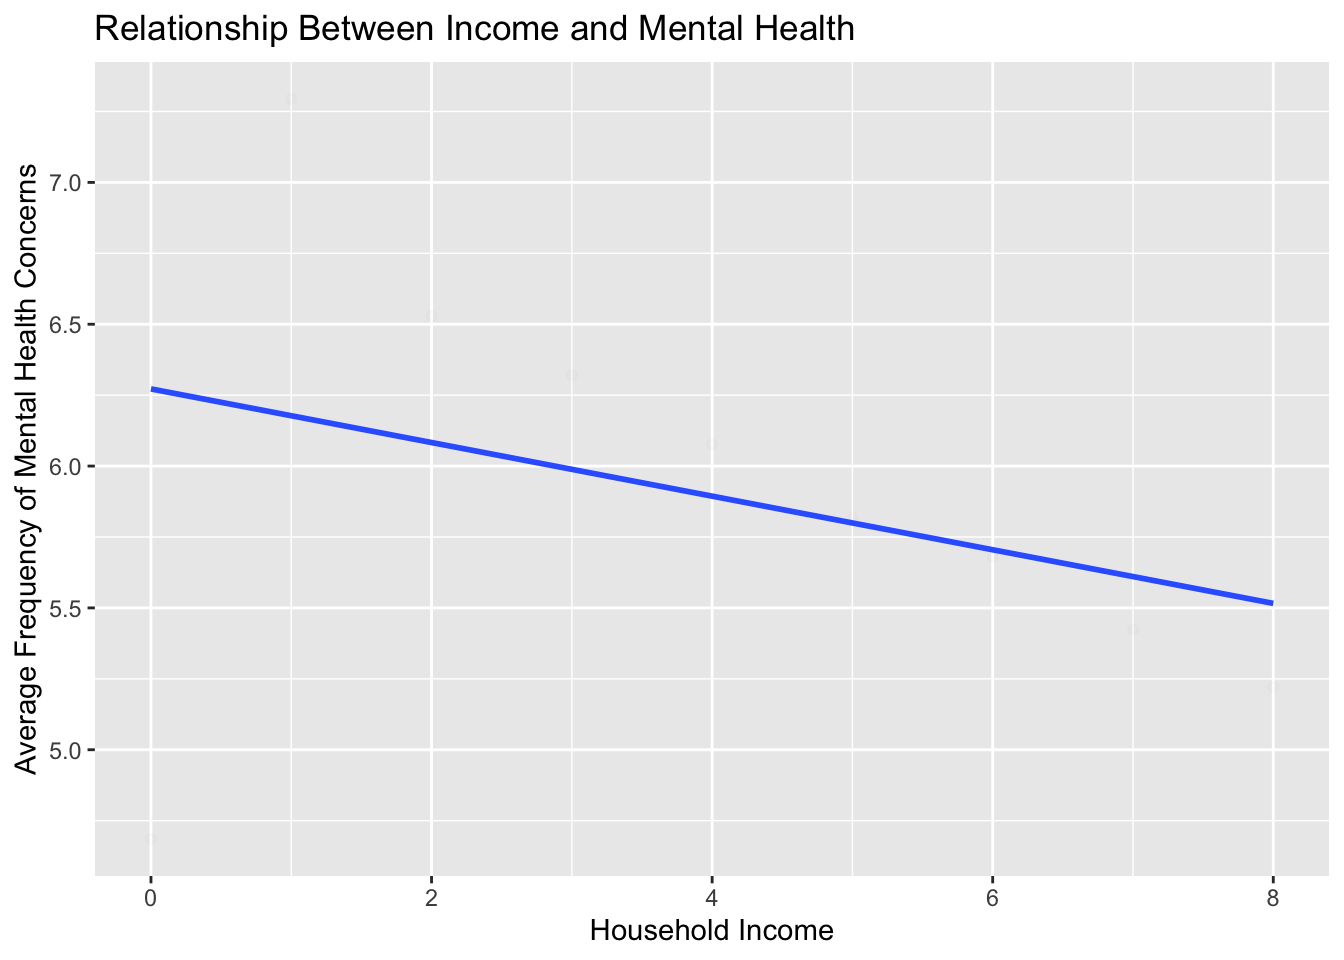 Relationship Between Income and Mental Health
Average Frequency of Mental Health Concerns
7.0
6.5
6.0
5.5
5.0
0 2 4 6 8
Household Income